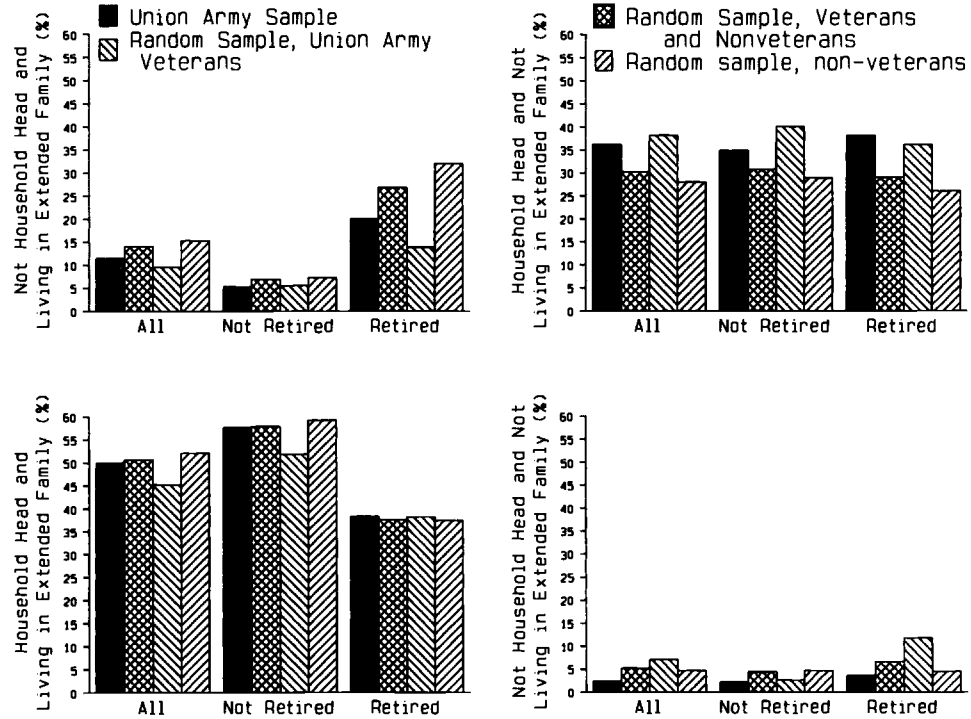 Union Army Sample
Random Sample, Union Army
Veterans
Random Sample, Veterans
and Nonveterans
Random sample, non-veterans
Not Household Head and
Living in Extended Family (%)
60
55
50
45
40
35
30
25
20
15
10
5
0
All
Not Retired
Retired
Household Head and Not
Living in Extended Family (%)
60
55
50
45
40
35
30
25
20
15
10
5
0
All
Not Retired
Retired
Household Head and
Living in Extended Family (%)
60
55
50
45
40
35
30
25
20
15
10
5
0
All
Not Retired
Retired
Not Household Head and Not
Living in Extended Family (%)
60
55
50
45
40
35
30
25
20
15
10
5
0
All
Not Retired
Retired